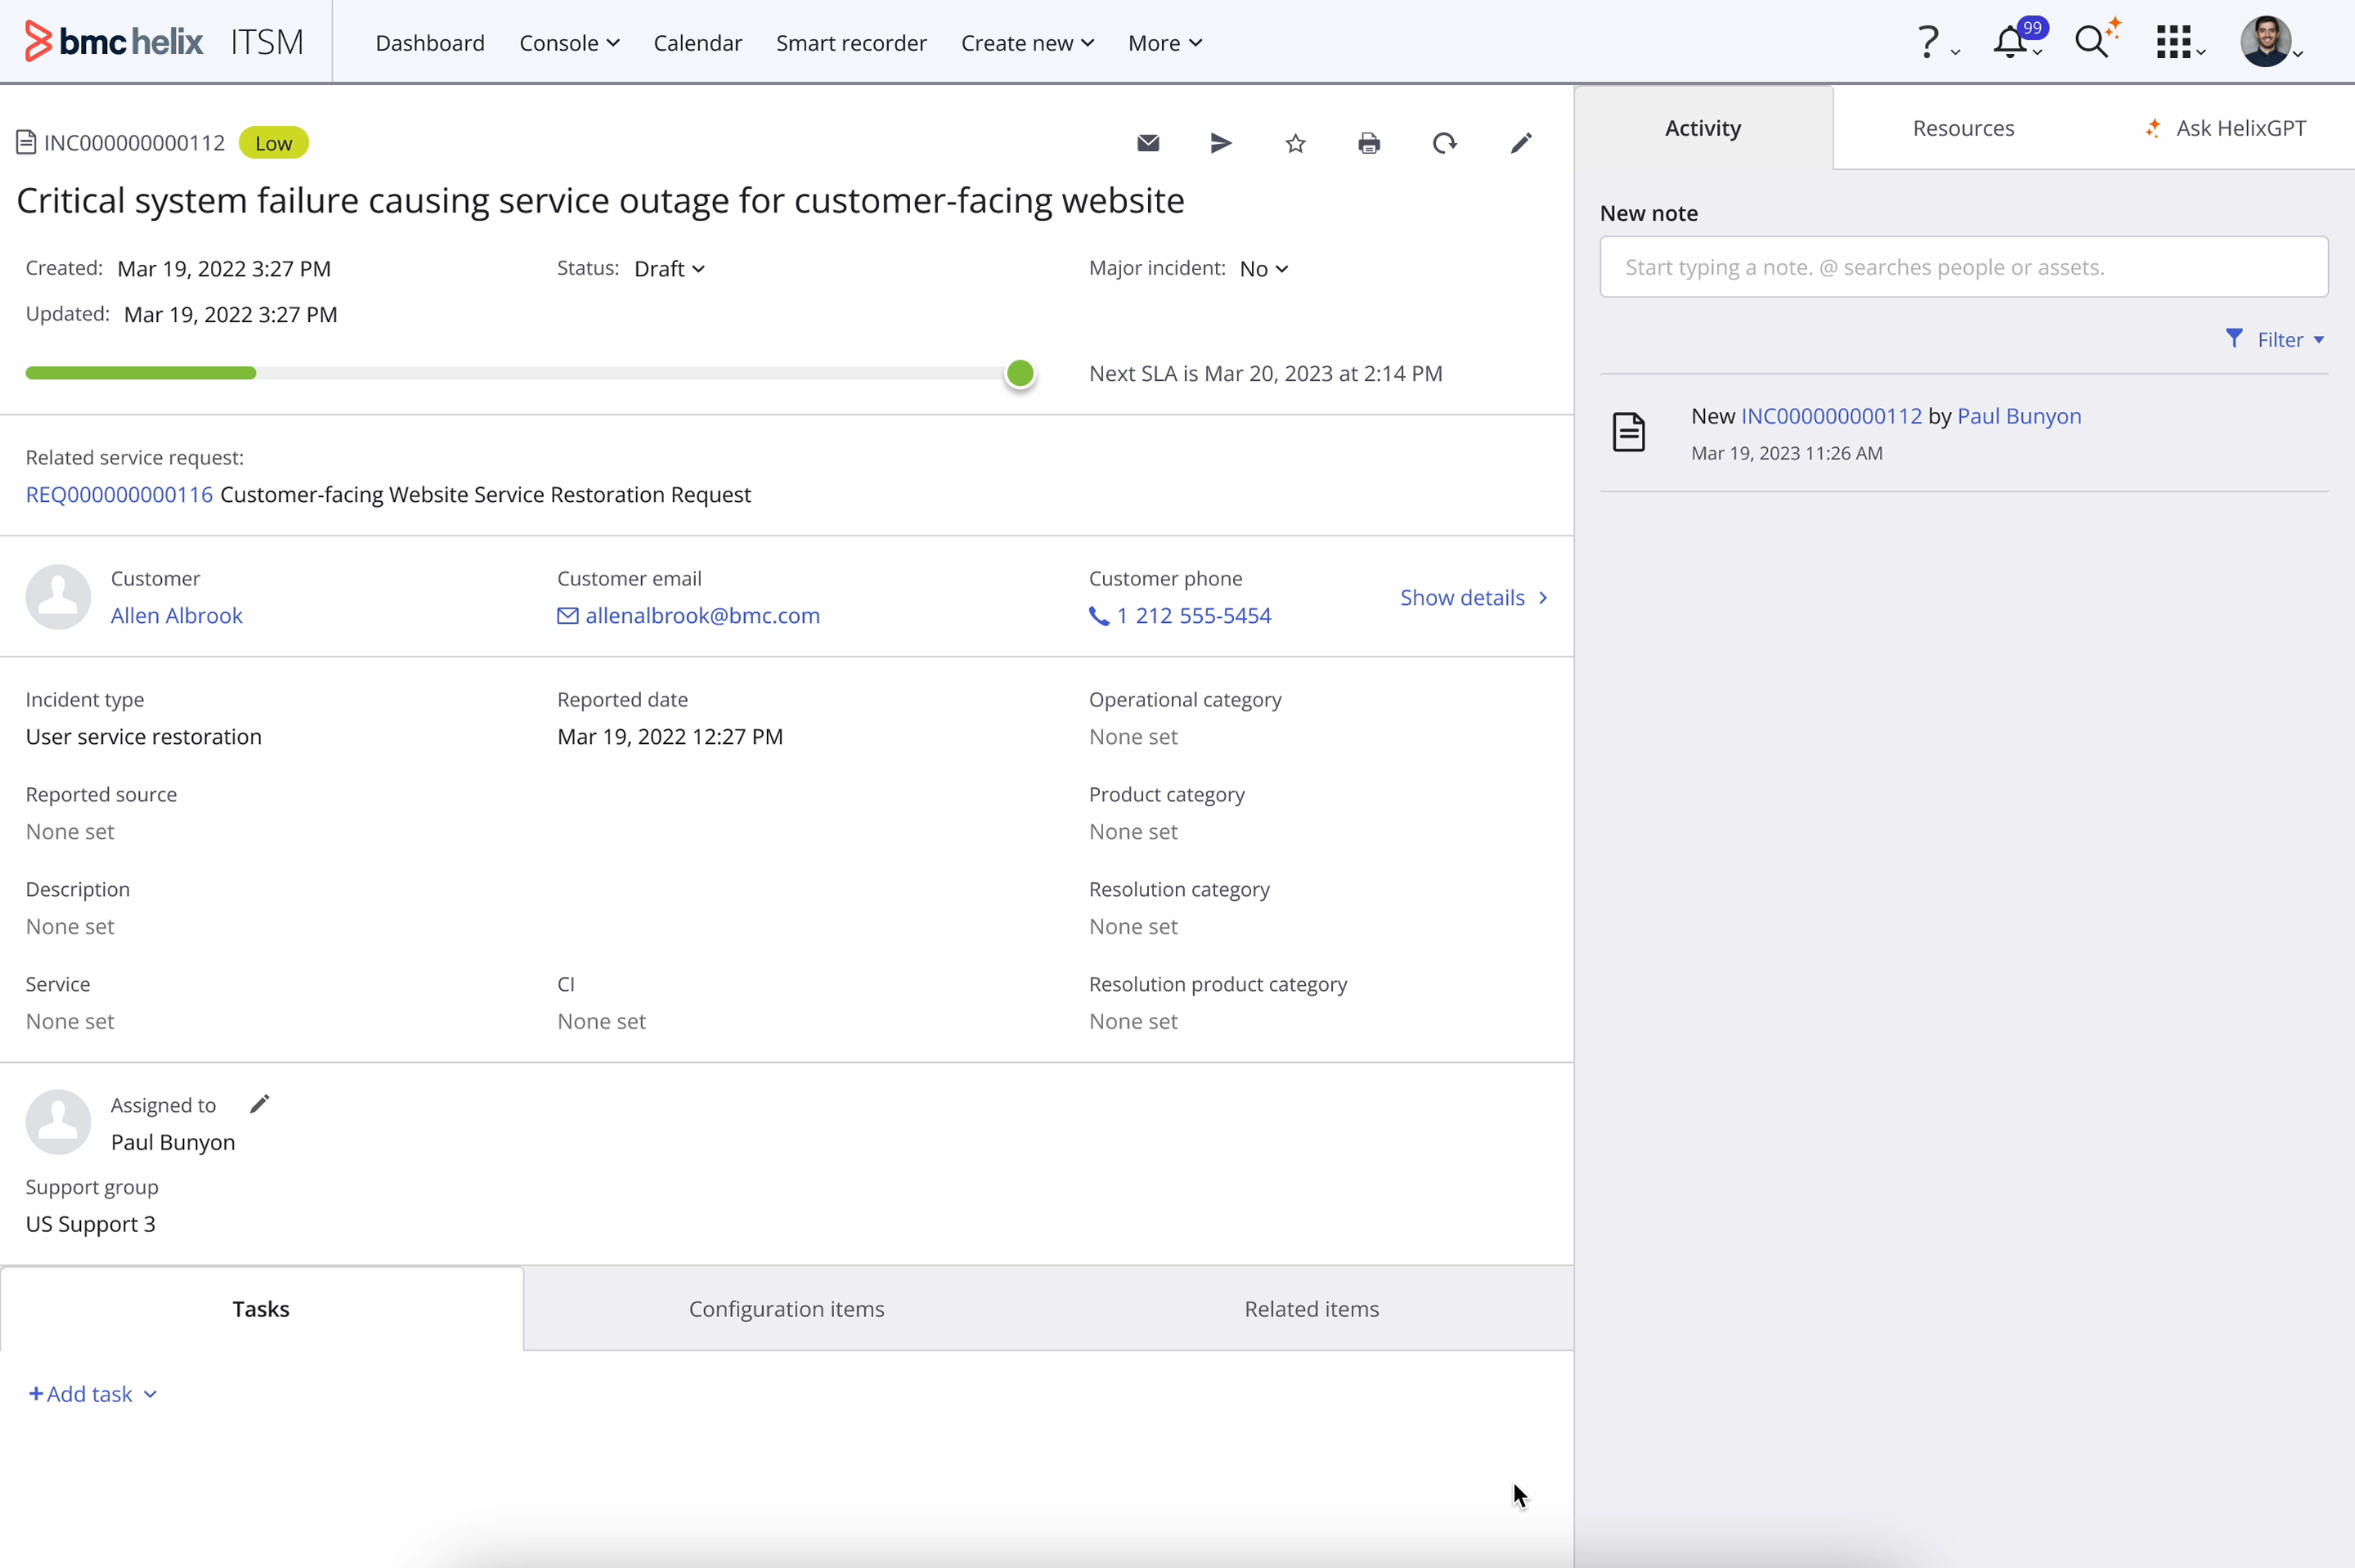 bmc helix ITSM
Dashboard Console Calendar Smart recorder Create new More
? 99
INC000000000112 Low
Critical system failure causing service outage for customer-facing website
Created: Mar 19, 2022 3:27 PM Status: Draft Major incident: No
Updated: Mar 19, 2022 3:27 PM
Next SLA is Mar 20, 2023 at 2:14 PM
Related service request:
REQ000000000116 Customer-facing Website Service Restoration Request
Customer Customer email Customer phone
Allen Albrook allenalbrook@bmc.com 1 212 555-5454
Show details
Incident type Reported date Operational category
User service restoration Mar 19, 2022 12:27 PM None set
Reported source Product category
None set None set
Description Resolution category
None set None set
Service CI Resolution product category
None set None set None set
Assigned to
Paul Bunyon
Support group
US Support 3
Tasks Configuration items Related items
+Add task
Activity Resources Ask HelixGPT
New note
Start typing a note. @ searches people or assets.
Filter
New INC000000000112 by Paul Bunyon
Mar 19, 2023 11:26 AM